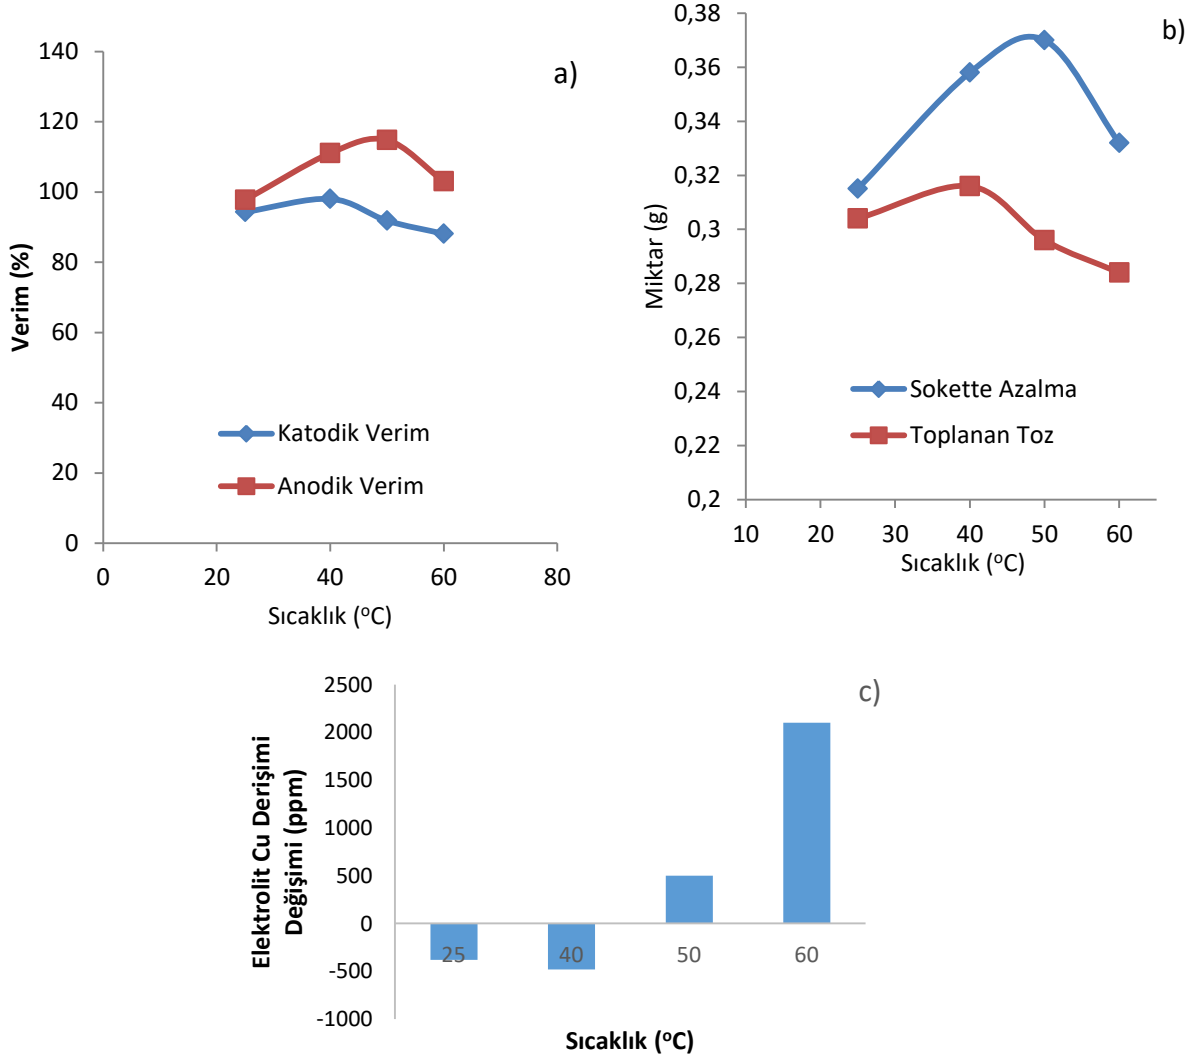 a)
140
120
100
80
60
40
20
0
Verim (%)
Katodik Verim
Anodik Verim
0 20 40 60 80
Sıcaklık (ᵒC)
b)
0,38
0,36
0,34
0,32
0,3
0,28
0,26
0,24
0,22
0,2
Miktar (g)
Sokette Azalma
Toplanan Toz
10 20 30 40 50 60
Sıcaklık (ᵒC)
c)
2500
2000
1500
1000
500
0
-500
-1000
Elektrolit Cu Derişimi
Değişimi (ppm)
25 40 50 60
Sıcaklık (ᵒC)